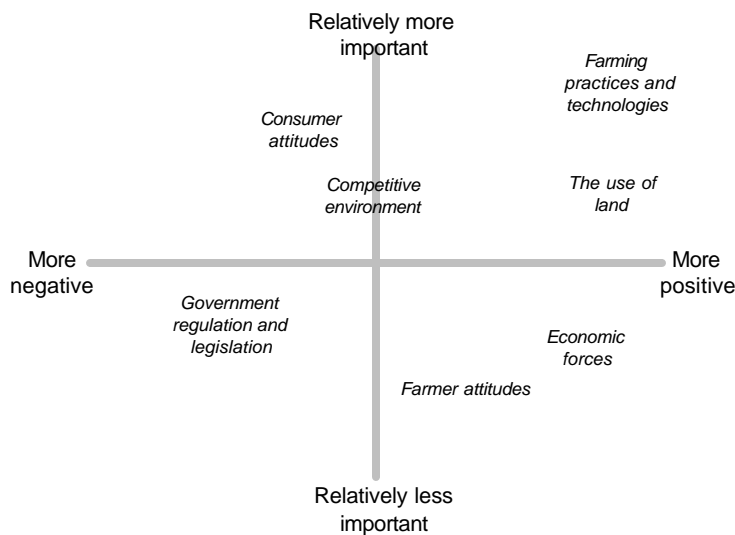 Relatively more
important
Farming
practices and
technologies
Consumer
attitudes
Competitive
environment
The use of
land
More
negative
More
positive
Government
regulation and
legislation
Economic
forces
Farmer attitudes
Relatively less
important